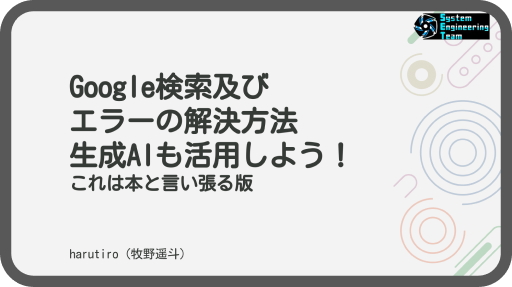 System
Engineering
Team
Google検索及び
エラーの解決方法
生成AIも活用しよう！
これは本と言い張る版
harutiro（牧野遥斗）